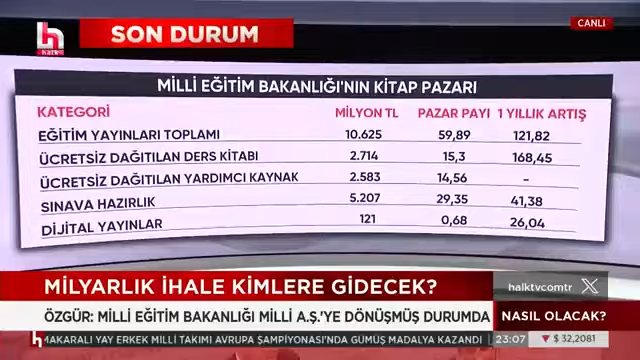 h
halk
SON DURUM
CANLI
MİLLİ EĞİTİM BAKANLIĞI'NIN KİTAP PAZARI
KATEGORİ MİLYON TL PAZAR PAYI 1 YILLIK ARTIŞ
EĞİTİM YAYINLARI TOPLAMI 10.625 59,89 121,82
ÜCRETSİZ DAĞITILAN DERS KİTABI 2.714 15,3 168,45
ÜCRETSİZ DAĞITILAN YARDIMCI KAYNAK 2.583 14,56 -
SINAVA HAZIRLIK 5.207 29,35 41,38
DİJİTAL YAYINLAR 121 0,68 26,04
MİLYARLIK İHALE KİMLERE GİDECEK?
halktvcomtr X
ÖZGÜR: MİLLİ EĞİTİM BAKANLIĞI MİLLİ A.Ş.'YE DÖNÜŞMÜŞ DURUMDA
NASIL OLACAK?
h MAKARALI YAY ERKEK MİLLİ TAKIMI AVRUPA ŞAMPİYONASI'NDA GÜMÜŞ MADALYA KAZANDI 23:07 ▼ $ 32,2081